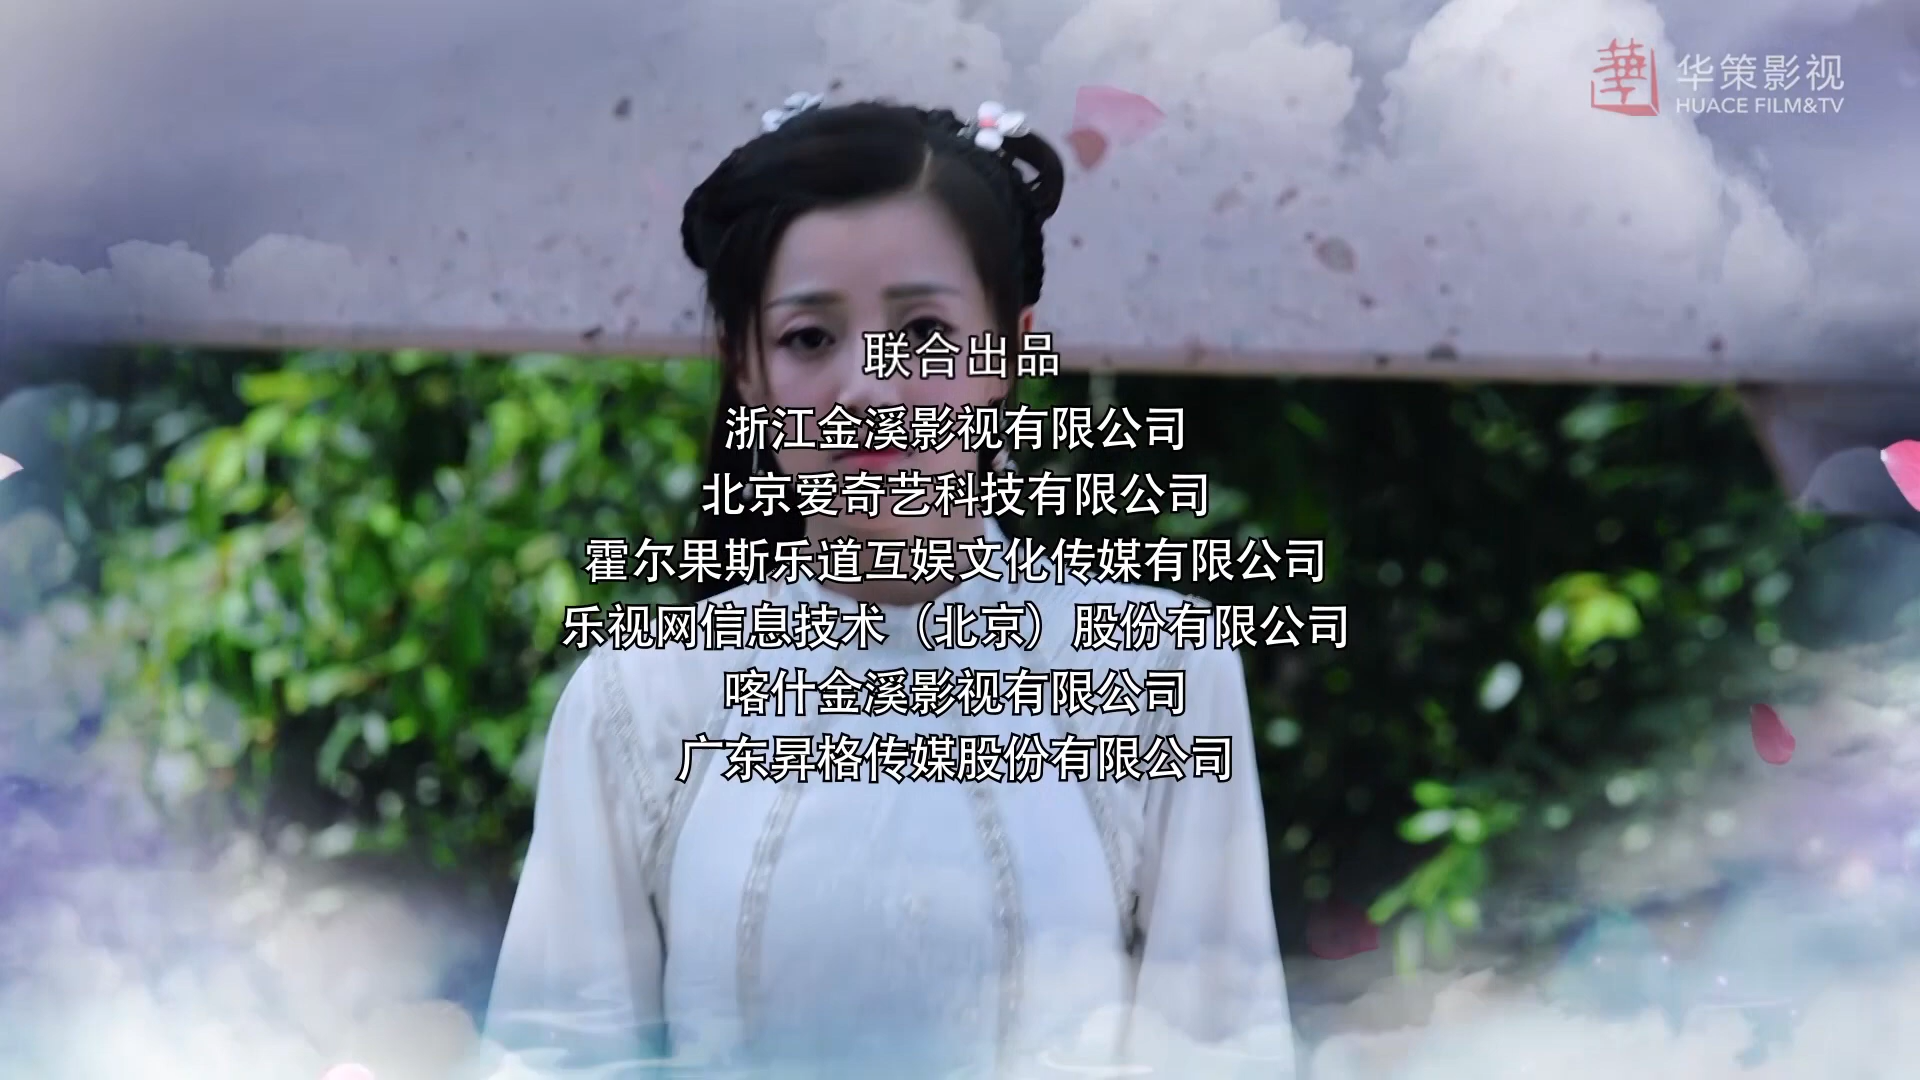 華 华策影视
HUACE FILM&TV
联合出品
浙江金溪影视有限公司
北京爱奇艺科技有限公司
霍尔果斯乐道互娱文化传媒有限公司
乐视网信息技术（北京）股份有限公司
喀什金溪影视有限公司
广东昇格传媒股份有限公司